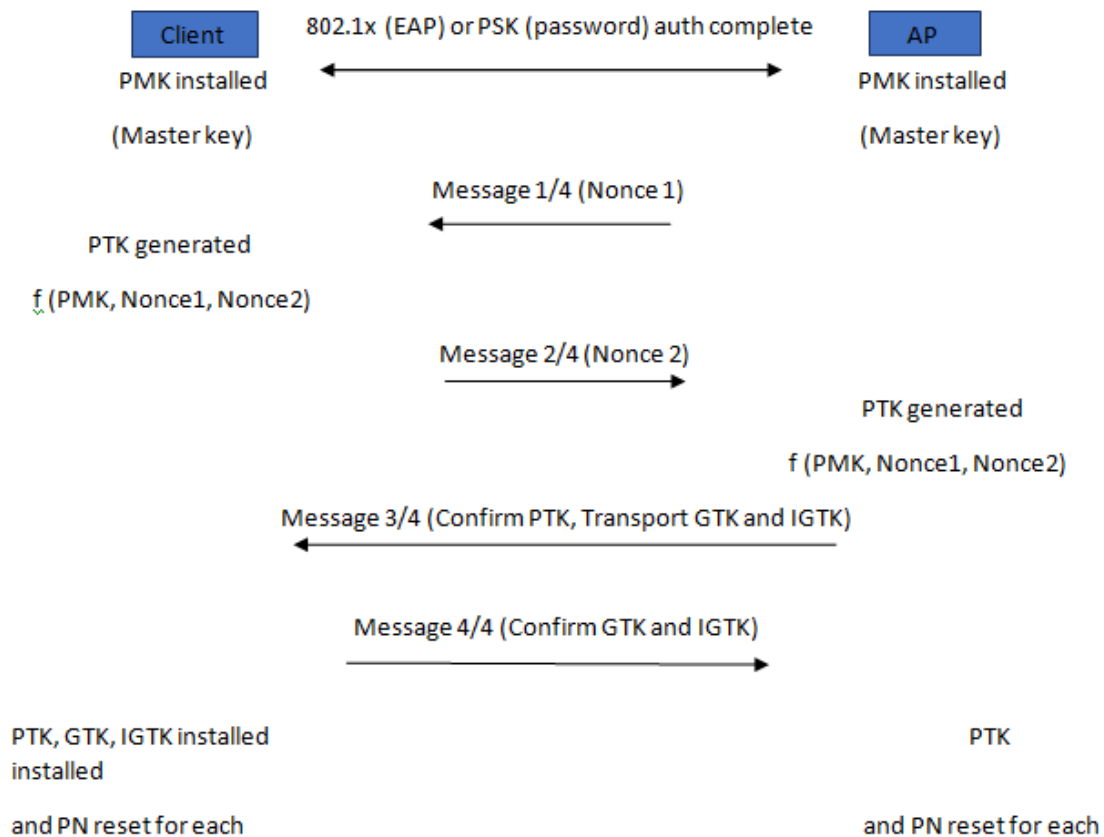 Client
802.1x (EAP) or PSK (password) auth complete
AP
PMK installed
PMK installed
(Master key)
(Master key)
Message 1/4 (Nonce 1)
PTK generated
f (PMK, Nonce1, Nonce2)
Message 2/4 (Nonce 2)
PTK generated
f (PMK, Nonce1, Nonce2)
Message 3/4 (Confirm PTK, Transport GTK and IGTK)
Message 4/4 (Confirm GTK and IGTK)
PTK, GTK, IGTK installed
PTK
installed
and PN reset for each
and PN reset for each